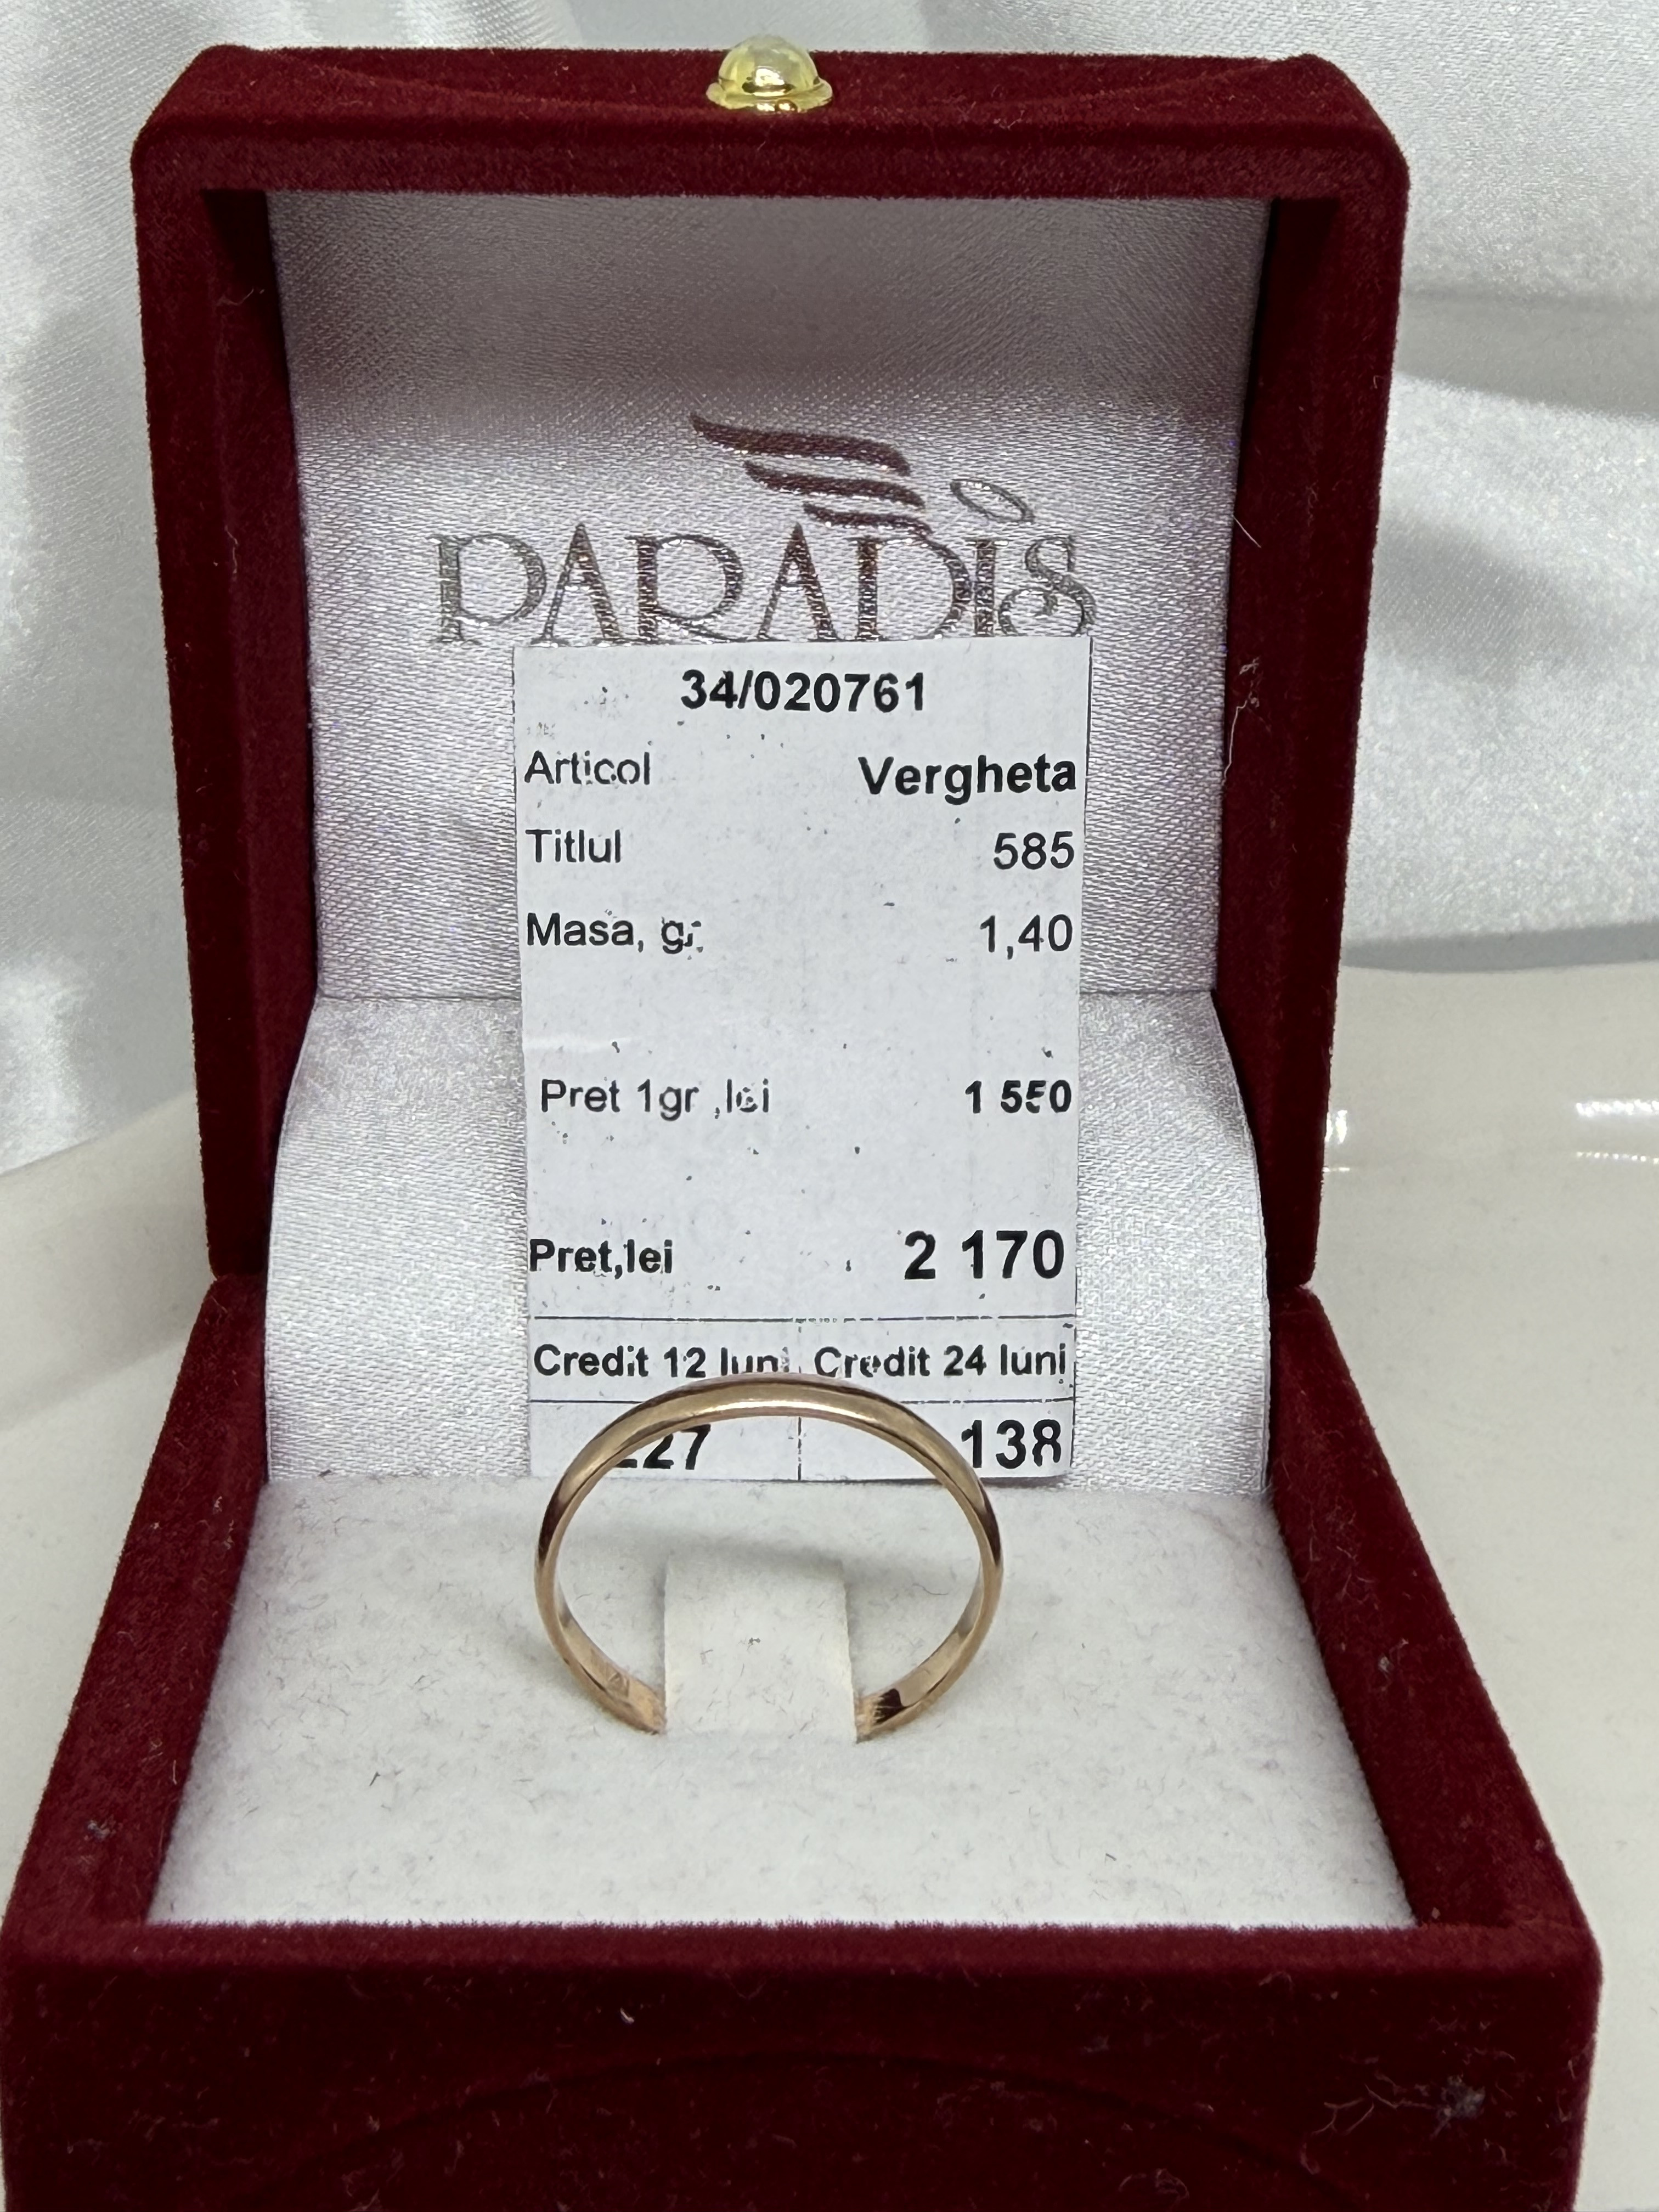 PARADIS
34/020761
Articol Vergheta
Titlul 585
Masa, gr. 1,40
Pret 1gr ,lei 1 550
Pret,lei 2 170
Credit 12 luni Credit 24 luni
138